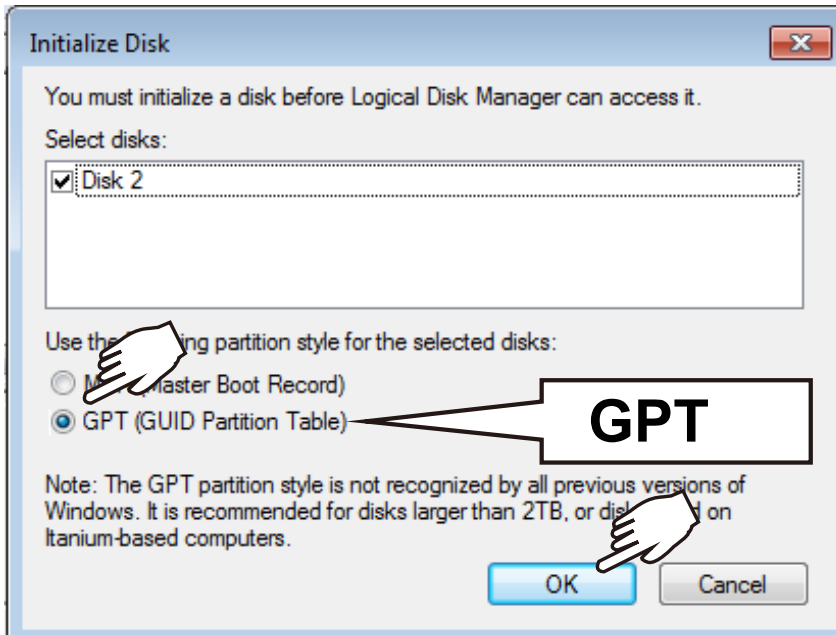 Initialize Disk
You must initialize a disk before Logical Disk Manager can access it.
Select disks:
Disk 2
Use the ing partition style for the selected disks:
(Master Boot Record)
GPT (GUID Partition Table)
GPT
Note: The GPT partition style is not recognized by all previous versions of
Windows. It is recommended for disks larger than 2TB, or on
Itanium-based computers.
OK
Cancel